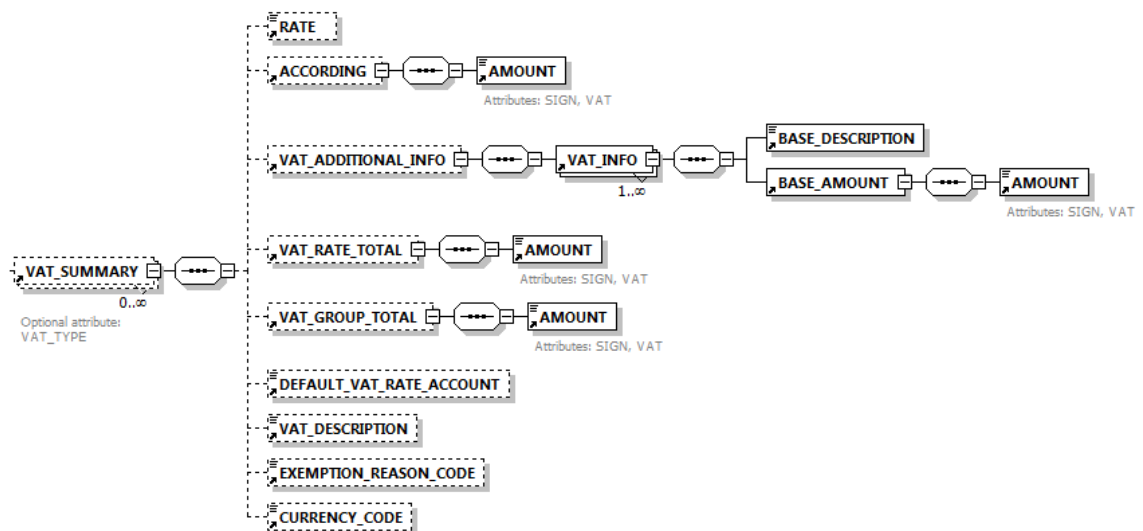 RATE
ACCORDING
AMOUNT
Attributes: SIGN, VAT
VAT_ADDITIONAL_INFO
VAT_INFO
1..∞
BASE_DESCRIPTION
BASE_AMOUNT
AMOUNT
Attributes: SIGN, VAT
VAT_RATE_TOTAL
AMOUNT
Attributes: SIGN, VAT
VAT_SUMMARY
0..∞
Optional attribute:
VAT_TYPE
VAT_GROUP_TOTAL
AMOUNT
Attributes: SIGN, VAT
DEFAULT_VAT_RATE_ACCOUNT
VAT_DESCRIPTION
EXEMPTION_REASON_CODE
CURRENCY_CODE